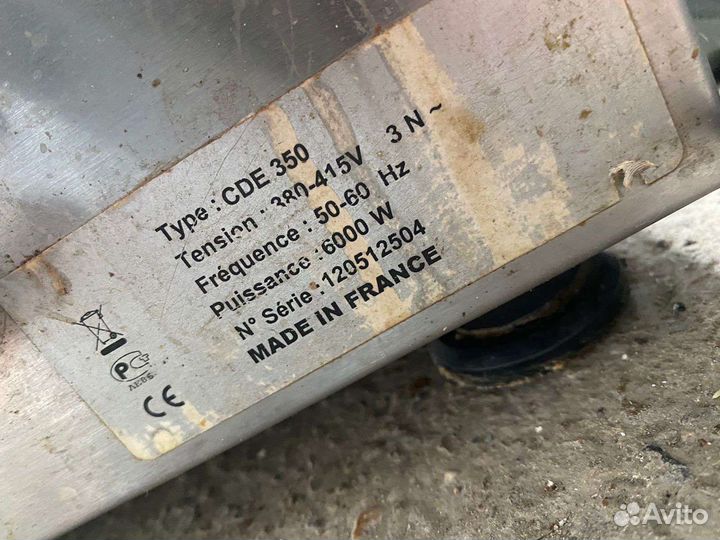 Type : CDE 350
Tension : 380-415V 3 N ~
Fréquence : 50-60 Hz
Puissance : 6000 W
N° Série : 120512504
MADE IN FRANCE
CE
Avito